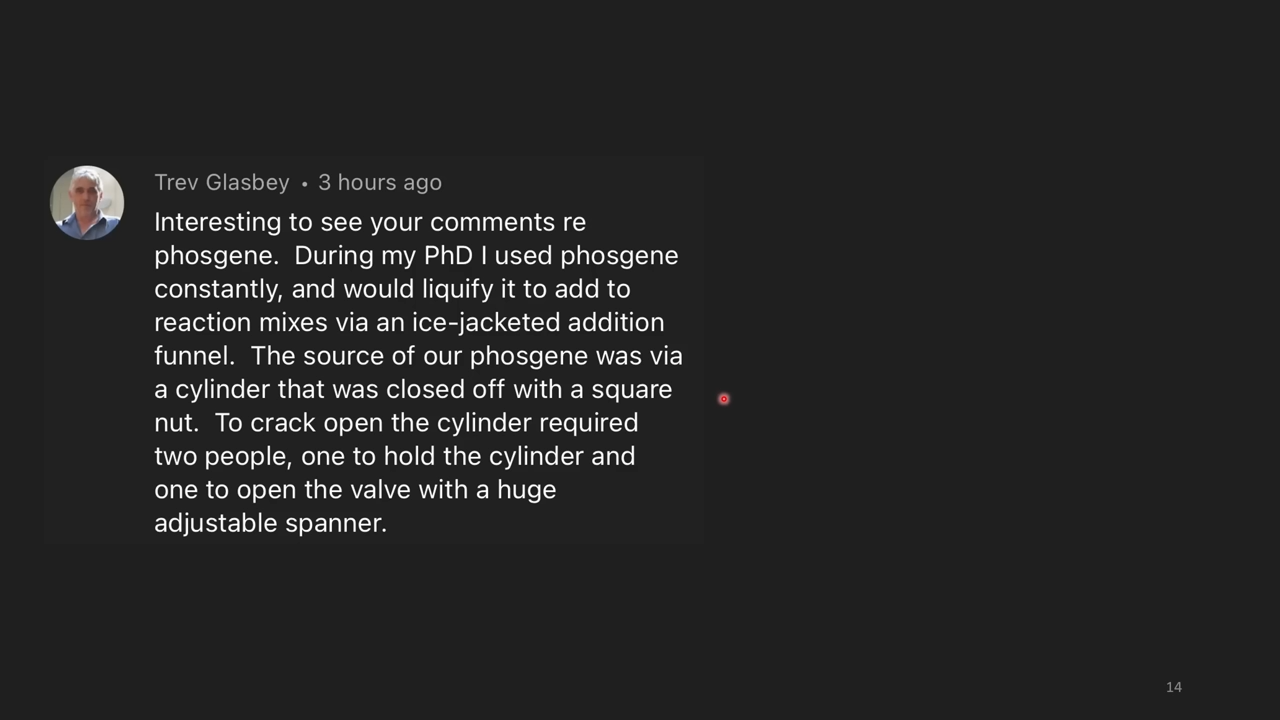 Trev Glasbey • 3 hours ago
Interesting to see your comments re
phosgene.  During my PhD I used phosgene
constantly, and would liquify it to add to
reaction mixes via an ice-jacketed addition
funnel.  The source of our phosgene was via
a cylinder that was closed off with a square
nut.  To crack open the cylinder required
two people, one to hold the cylinder and
one to open the valve with a huge
adjustable spanner.
14